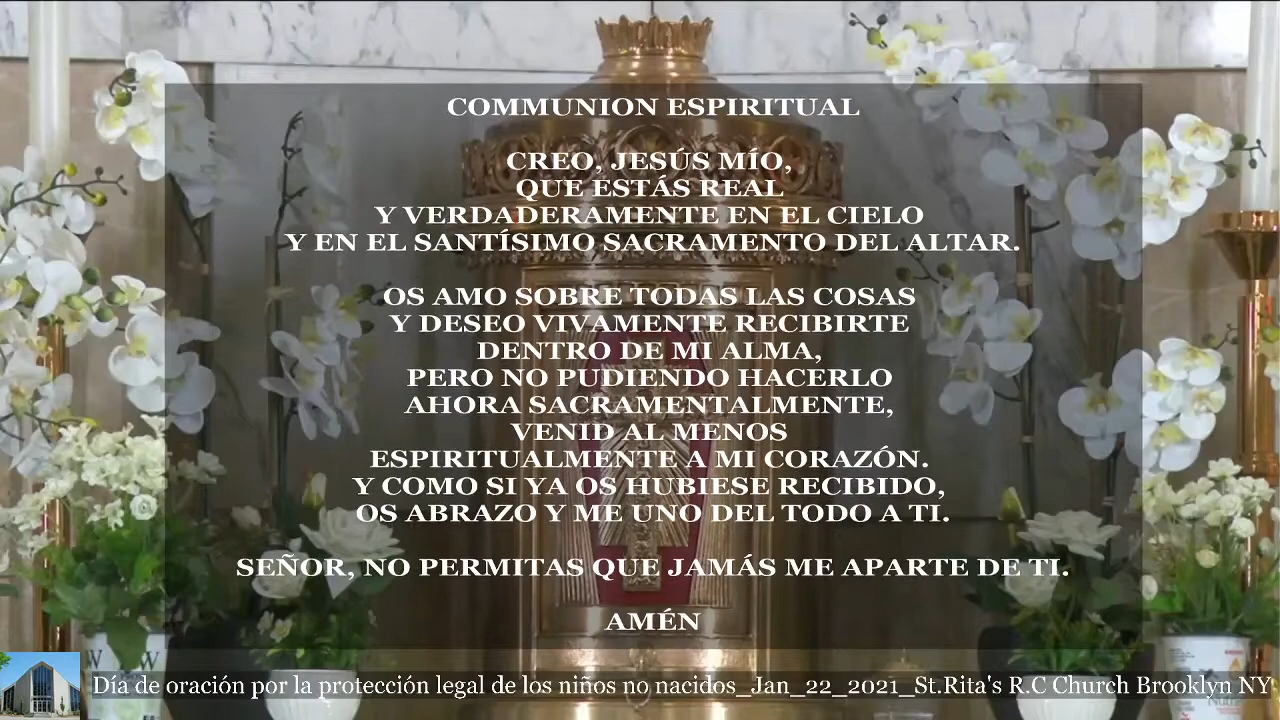 COMMUNION ESPIRITUAL
CREO, JESÚS MÍO,
QUE ESTÁS REAL
Y VERDADERAMENTE EN EL CIELO
Y EN EL SANTÍSIMO SACRAMENTO DEL ALTAR.
OS AMO SOBRE TODAS LAS COSAS
Y DESEO VIVAMENTE RECIBIRTE
DENTRO DE MI ALMA,
PERO NO PUDIENDO HACERLO
AHORA SACRAMENTALMENTE,
VENID AL MENOS
ESPIRITUALMENTE A MI CORAZÓN.
Y COMO SI YA OS HUBIESE RECIBIDO,
OS ABRAZO Y ME UNO DEL TODO A TI.
SEÑOR, NO PERMITAS QUE JAMÁS ME APARTE DE TI.
AMÉN
Día de oración por la protección legal de los niños no nacidos_Jan_22_2021_St.Rita's R.C Church Brooklyn NY